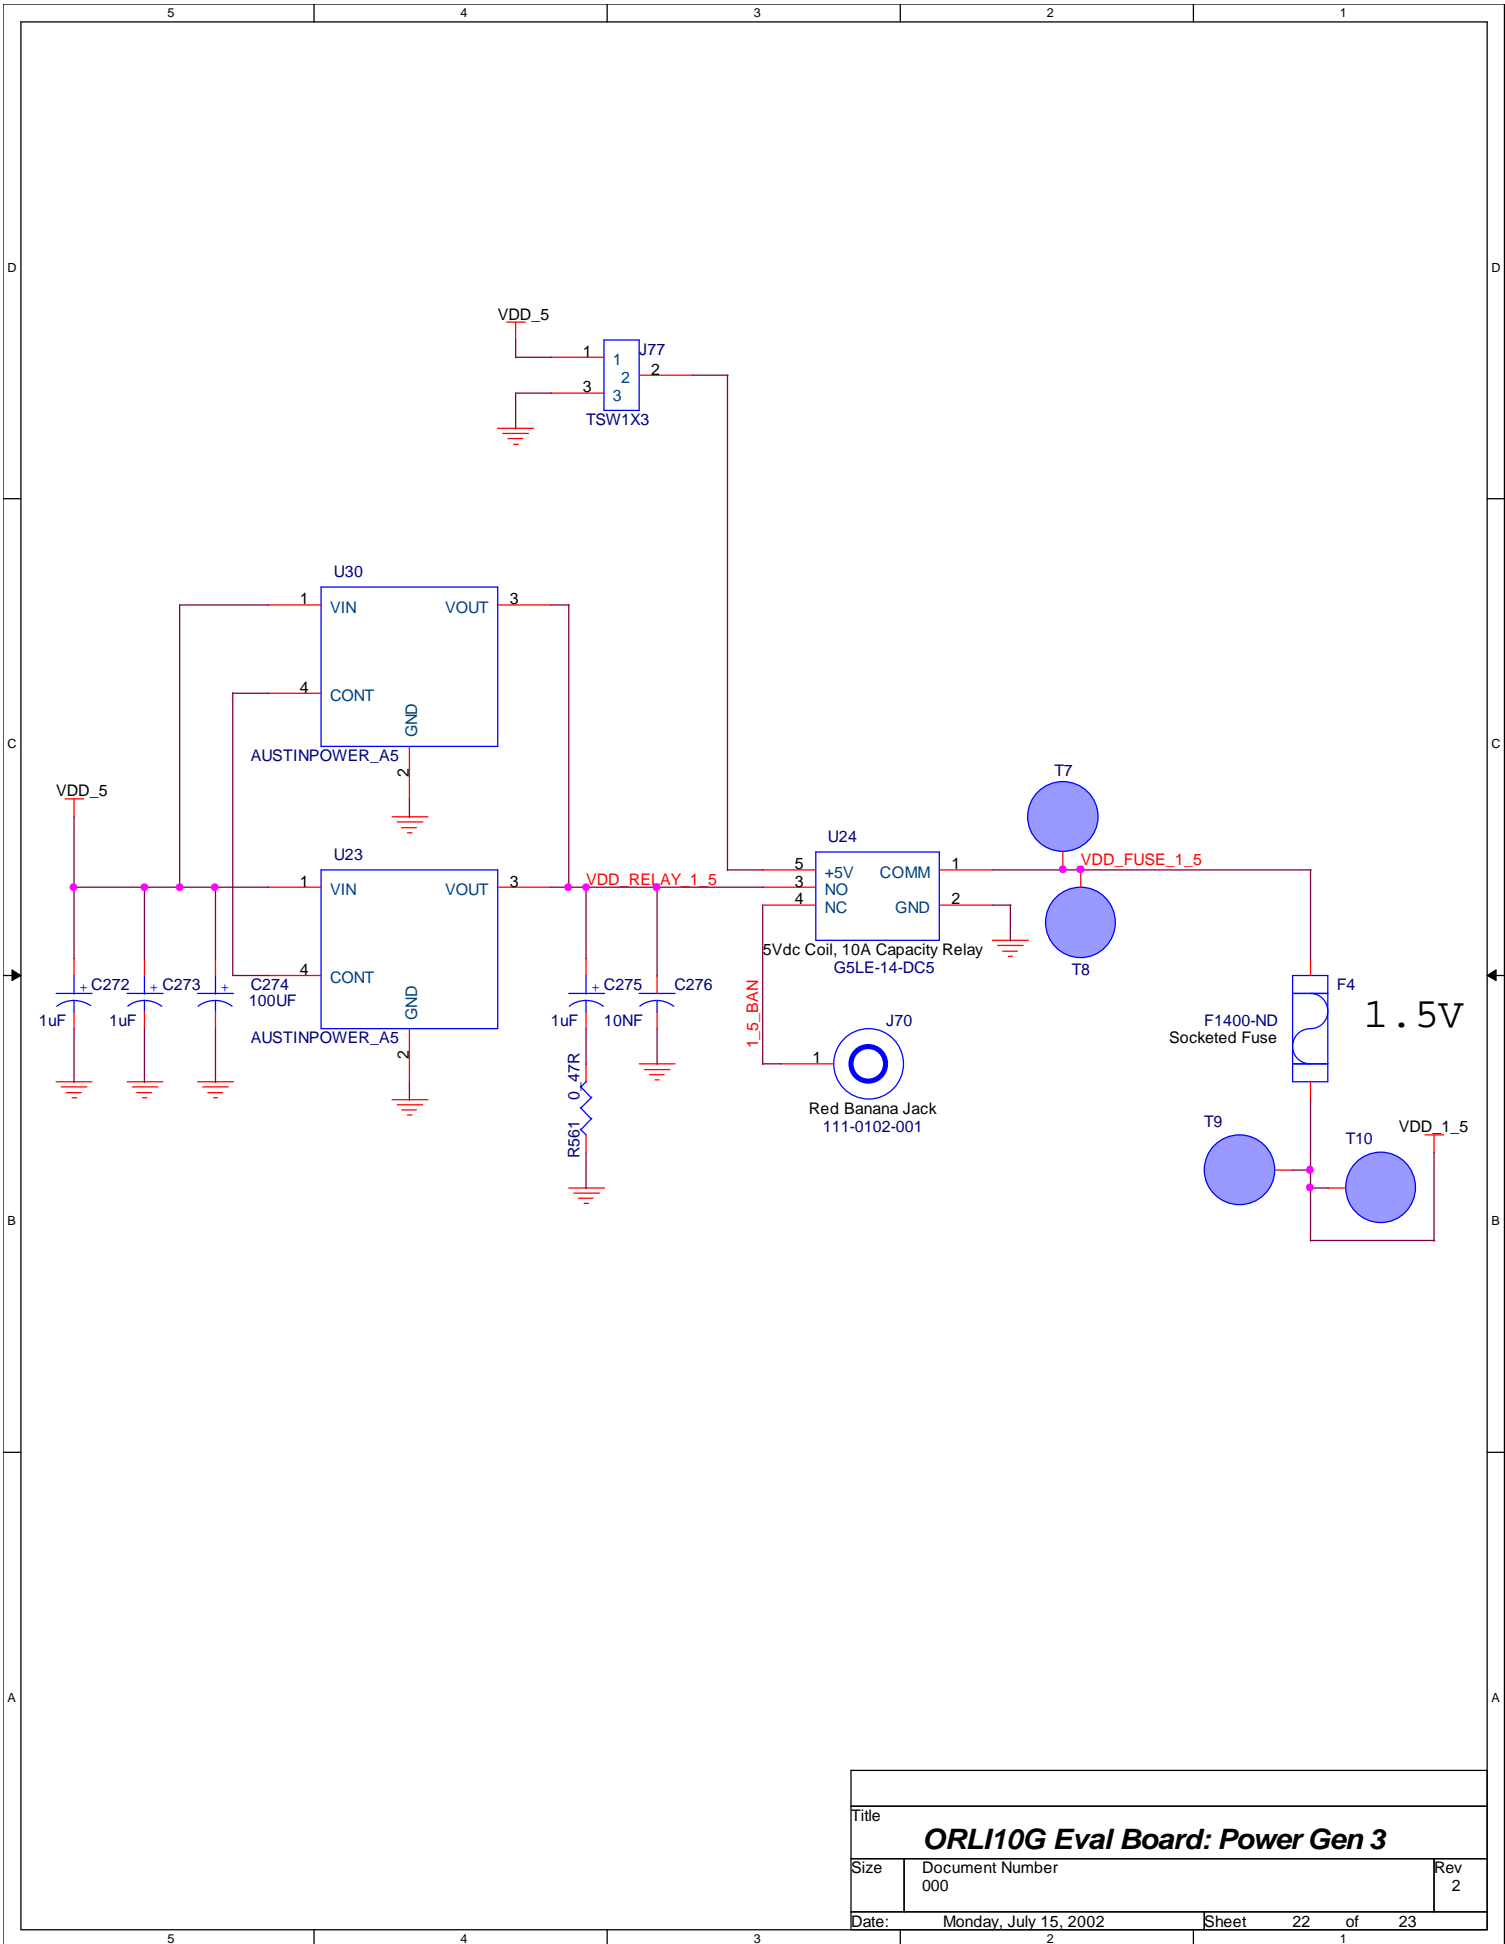 5 4 3 2 1
D D
VDD_5
1 1 J77
2 2
3 3
TSW1X3
U30
1 VIN VOUT 3
4 CONT
GND
AUSTINPOWER_A5
2
C C
VDD_5
T7
U23
U24
1 VIN VOUT 3
VDD_RELAY_1_5
5 +5V COMM 1
VDD_FUSE_1_5
3 NO
4 NC GND 2
5Vdc Coil, 10A Capacity Relay
G5LE-14-DC5
T8
4 CONT
GND
+ C272 + C273 + C274
100UF
1uF 1uF
AUSTINPOWER_A5
2
+ C275 C276
1uF 10NF
R561 0_47R
1_5_BAN
J70
1
Red Banana Jack
111-0102-001
F4
F1400-ND
Socketed Fuse
1.5V
T9
T10
VDD_1_5
B B
A A
Title
ORLI10G Eval Board: Power Gen 3
Size Document Number Rev
000 2
Date: Monday, July 15, 2002 Sheet 22 of 23
5 4 3 2 1